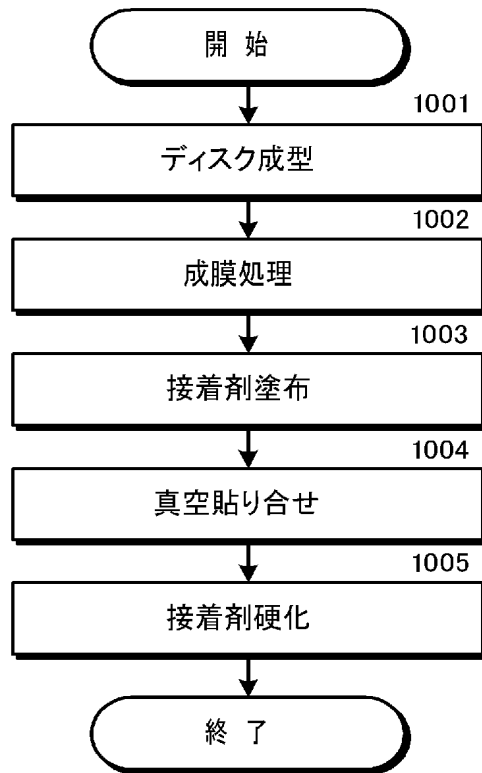 開 始
1001
ディスク成型
1002
成膜処理
1003
接着剤塗布
1004
真空貼り合せ
1005
接着剤硬化
終 了